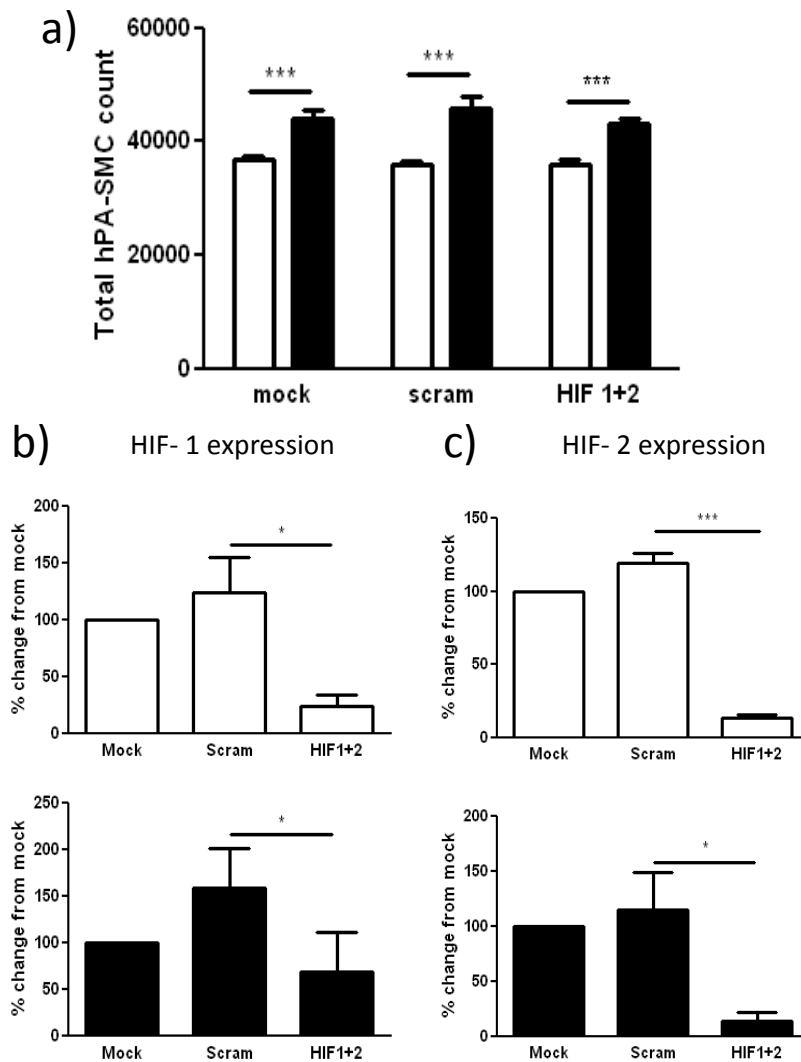 a)
Total hPA-SMC count
60000
40000
20000
0
***
***
***
mock scram HIF 1+2
b) HIF- 1 expression
% change from mock
200
150
100
50
0
*
Mock Scram HIF1+2
% change from mock
250
200
150
100
50
0
*
Mock Scram HIF1+2
c) HIF- 2 expression
% change from mock
150
100
50
0
***
Mock Scram HIF1+2
% change from mock
200
150
100
50
0
*
Mock Scram HIF1+2